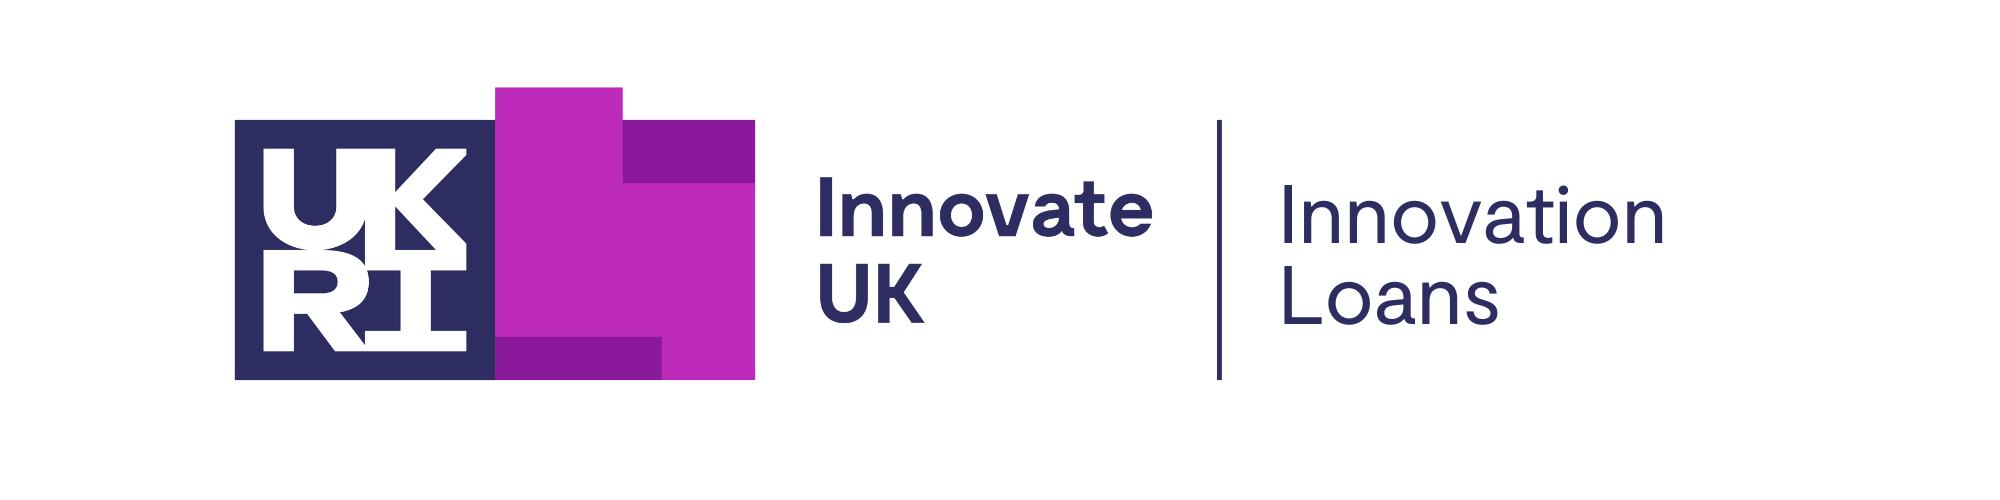 UK
RI
Innovate
UK
Innovation
Loans